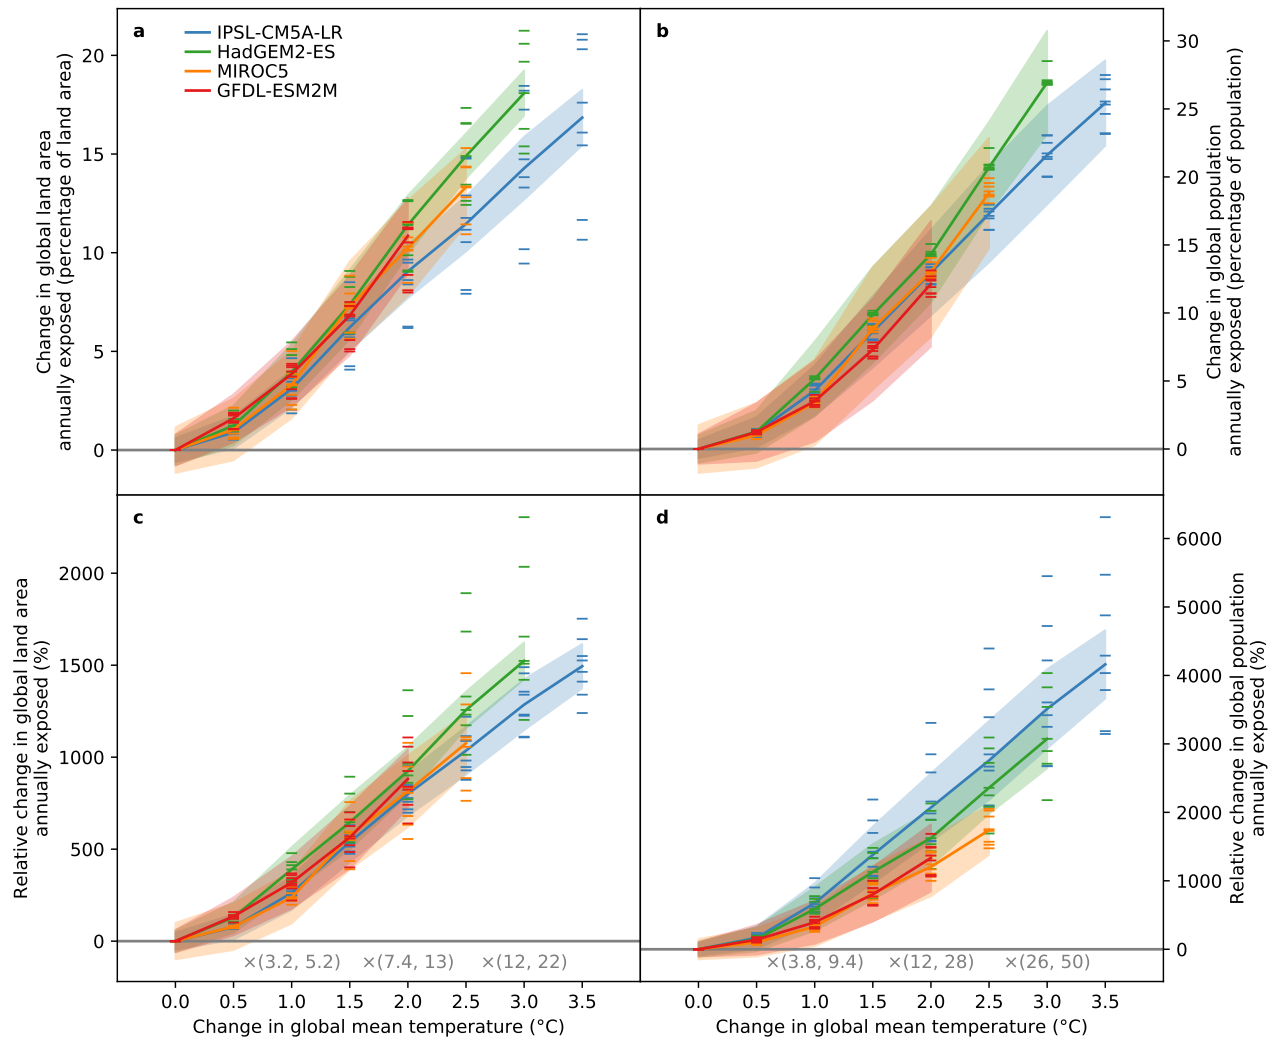 a
IPSL-CM5A-LR
HadGEM2-ES
MIROC5
GFDL-ESM2M
20
15
10
5
0
Change in global land area
annually exposed (percentage of land area)
b
30
25
20
15
10
5
0
Change in global population
annually exposed (percentage of population)
c
2000
1500
1000
500
0
Relative change in global land area
annually exposed (%)
×(3.2, 5.2) ×(7.4, 13) ×(12, 22)
0.0 0.5 1.0 1.5 2.0 2.5 3.0 3.5
Change in global mean temperature (°C)
d
6000
5000
4000
3000
2000
1000
0
Relative change in global population
annually exposed (%)
×(3.8, 9.4) ×(12, 28) ×(26, 50)
0.0 0.5 1.0 1.5 2.0 2.5 3.0 3.5
Change in global mean temperature (°C)